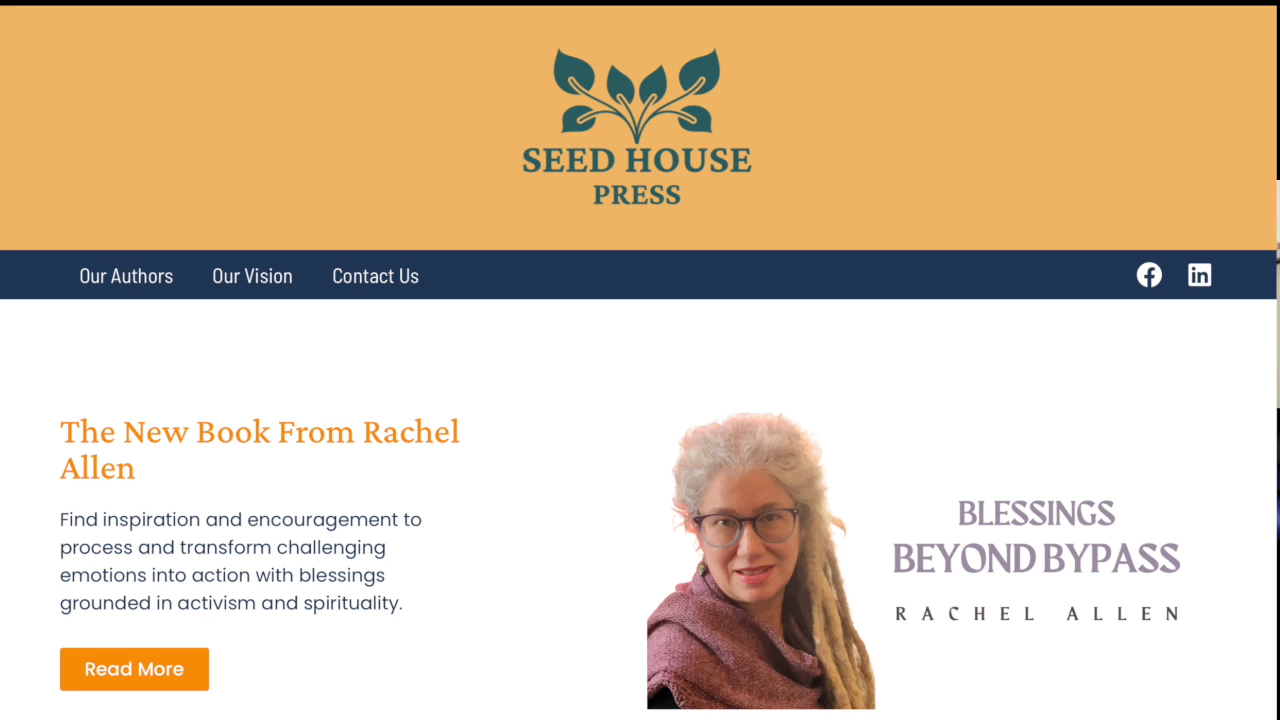 SEED HOUSE
PRESS
Our Authors Our Vision Contact Us
The New Book From Rachel
Allen
Find inspiration and encouragement to
process and transform challenging
emotions into action with blessings
grounded in activism and spirituality.
Read More
BLESSINGS
BEYOND BYPASS
RACHEL ALLEN